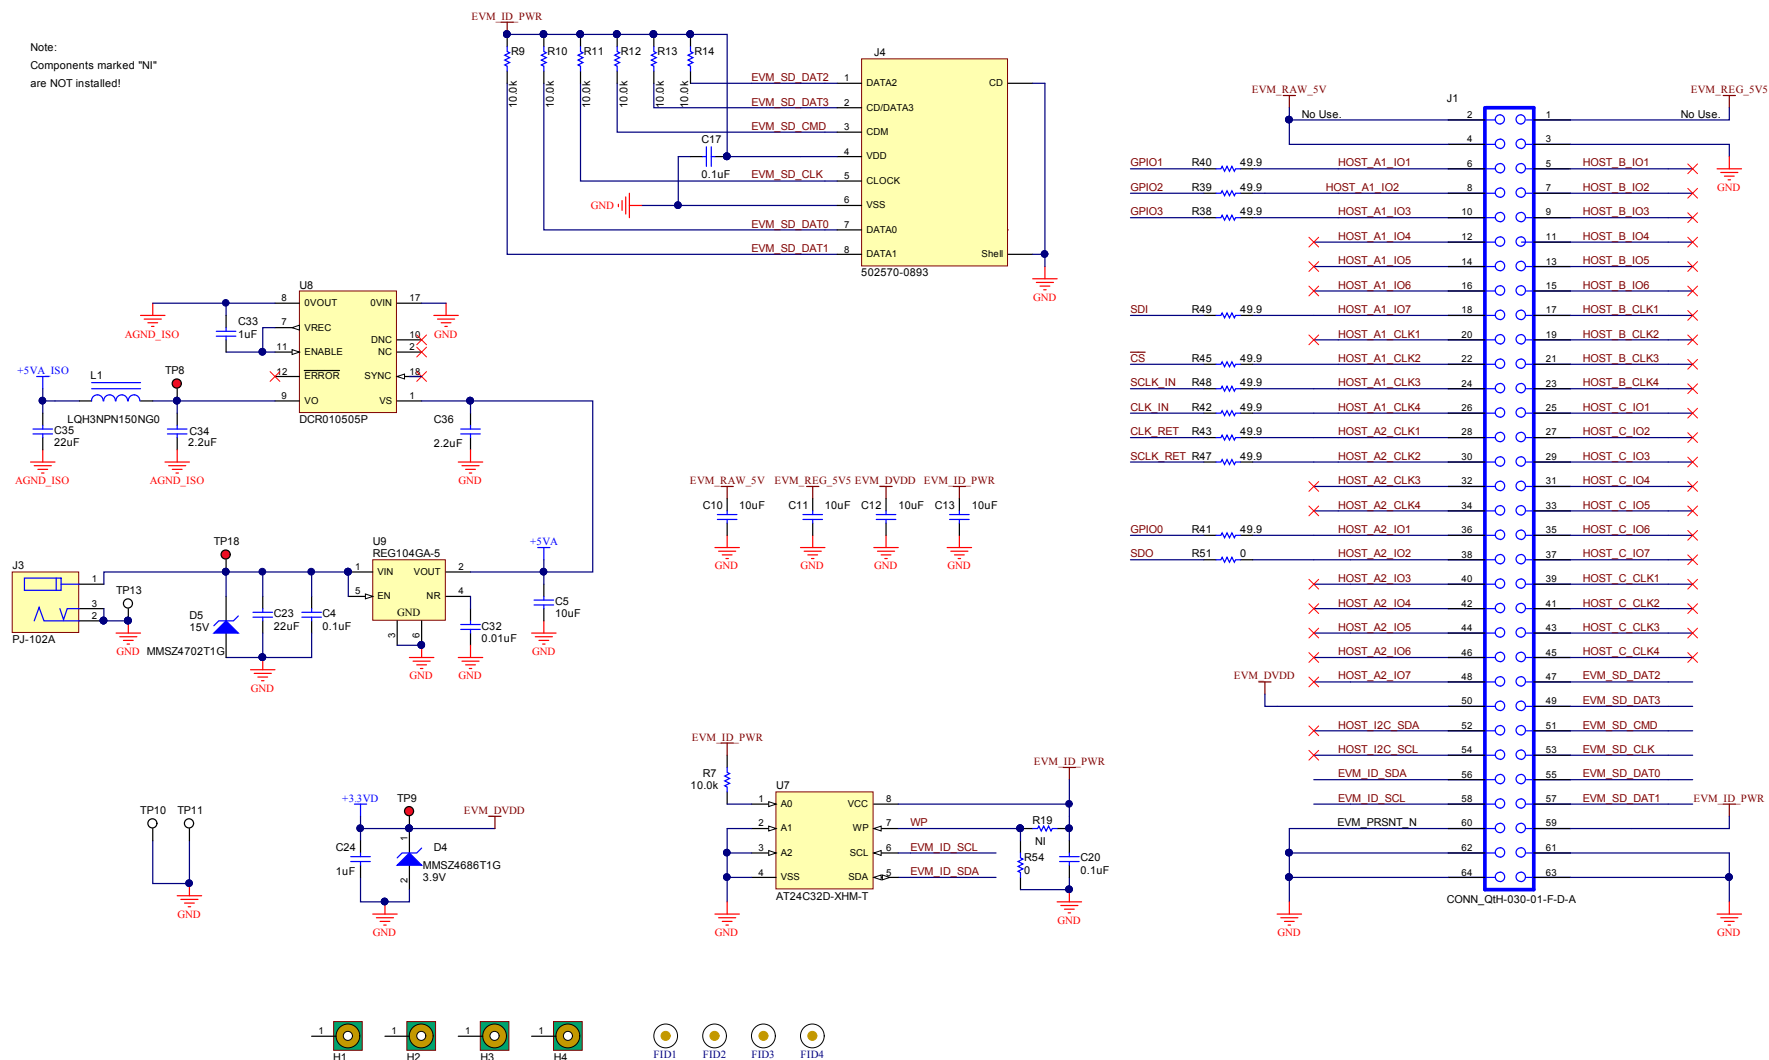 Note:
Components marked "NI"
are NOT installed!
EVM_ID_PWR
R9
R10
R11
R12
R13
R14
10.0k
10.0k
10.0k
10.0k
10.0k
10.0k
J4
EVM_SD_DAT2 1 DATA2 CD
EVM_SD_DAT3 2 CD/DATA3
EVM_SD_CMD 3 CDM
C17
0.1uF
4 VDD
EVM_SD_CLK 5 CLOCK
GND
6 VSS
EVM_SD_DAT0 7 DATA0
EVM_SD_DAT1 8 DATA1 Shell
502570-0893
GND
U8
8 0VOUT 0VIN 17
7 VREC
DNC 10
11 ENABLE NC 2
12 ERROR SYNC 18
9 VO VS 1
DCR010505P
AGND_ISO
C33
1uF
GND
+5VA_ISO
L1
LQH3NPN150NG0
TP8
C35
22uF
C34
2.2uF
AGND_ISO
AGND_ISO
C36
2.2uF
GND
EVM_RAW_5V
C10 10uF
GND
EVM_REG_5V5
C11 10uF
GND
EVM_DVDD
C12 10uF
GND
EVM_ID_PWR
C13 10uF
GND
J3
1
3
2
PJ-102A
TP13
GND
TP18
D5
15V
MMSZ4702T1G
C23
22uF
C4
0.1uF
GND
U9
REG104GA-5
1 VIN VOUT 2
5 EN NR 4
GND
3
6
GND
C32
0.01uF
GND
+5VA
C5
10uF
GND
TP10
TP11
GND
+3.3VD
TP9
EVM_DVDD
C24
1uF
1
D4
MMSZ4686T1G
3.9V
2
GND
EVM_ID_PWR
R7
10.0k
U7
1 A0 VCC 8
2 A1 WP 7 WP
3 A2 SCL 6 EVM_ID_SCL
4 VSS SDA 5 EVM_ID_SDA
AT24C32D-XHM-T
GND
EVM_ID_PWR
R19
NI
R54
0
C20
0.1uF
GND
EVM_RAW_5V
J1
EVM_REG_5V5
No Use. 2 1 No Use.
4 3
GPIO1 R40 49.9 HOST_A1_IO1 6 5 HOST_B_IO1
GND
GPIO2 R39 49.9 HOST_A1_IO2 8 7 HOST_B_IO2
GPIO3 R38 49.9 HOST_A1_IO3 10 9 HOST_B_IO3
HOST_A1_IO4 12 11 HOST_B_IO4
HOST_A1_IO5 14 13 HOST_B_IO5
HOST_A1_IO6 16 15 HOST_B_IO6
SDI R49 49.9 HOST_A1_IO7 18 17 HOST_B_CLK1
HOST_A1_CLK1 20 19 HOST_B_CLK2
CS R45 49.9 HOST_A1_CLK2 22 21 HOST_B_CLK3
SCLK_IN R48 49.9 HOST_A1_CLK3 24 23 HOST_B_CLK4
CLK_IN R42 49.9 HOST_A1_CLK4 26 25 HOST_C_IO1
CLK_RET R43 49.9 HOST_A2_CLK1 28 27 HOST_C_IO2
SCLK_RET R47 49.9 HOST_A2_CLK2 30 29 HOST_C_IO3
HOST_A2_CLK3 32 31 HOST_C_IO4
HOST_A2_CLK4 34 33 HOST_C_IO5
GPIO0 R41 49.9 HOST_A2_IO1 36 35 HOST_C_IO6
SDO R51 0 HOST_A2_IO2 38 37 HOST_C_IO7
HOST_A2_IO3 40 39 HOST_C_CLK1
HOST_A2_IO4 42 41 HOST_C_CLK2
HOST_A2_IO5 44 43 HOST_C_CLK3
HOST_A2_IO6 46 45 HOST_C_CLK4
EVM_DVDD
HOST_A2_IO7 48 47 EVM_SD_DAT2
50 49 EVM_SD_DAT3
HOST_I2C_SDA 52 51 EVM_SD_CMD
HOST_I2C_SCL 54 53 EVM_SD_CLK
EVM_ID_SDA 56 55 EVM_SD_DAT0
EVM_ID_SCL 58 57 EVM_SD_DAT1
EVM_ID_PWR
EVM_PRSNT_N 60 59
62 61
64 63
CONN_QtH-030-01-F-D-A
GND
GND
1 H1
1 H2
1 H3
1 H4
FID1
FID2
FID3
FID4